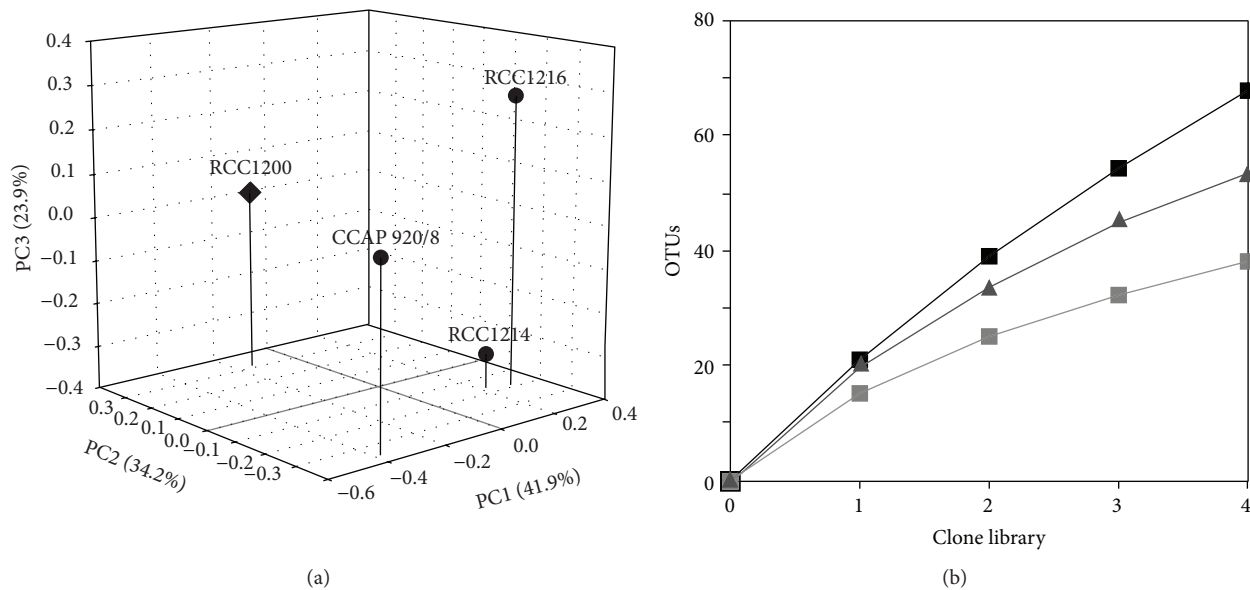 0.4
0.3
0.2
0.1
0.0
−0.1
−0.2
−0.3
−0.4
PC3 (23.9%)
0.3
0.2
0.1
0.0
−0.1
−0.2
−0.3
PC2 (34.2%)
−0.6
−0.4
−0.2
0.0
0.2
0.4
PC1 (41.9%)
RCC1216
RCC1200
CCAP 920/8
RCC1214
(a)
80
60
40
20
0
OTUs
0
1
2
3
4
Clone library
(b)